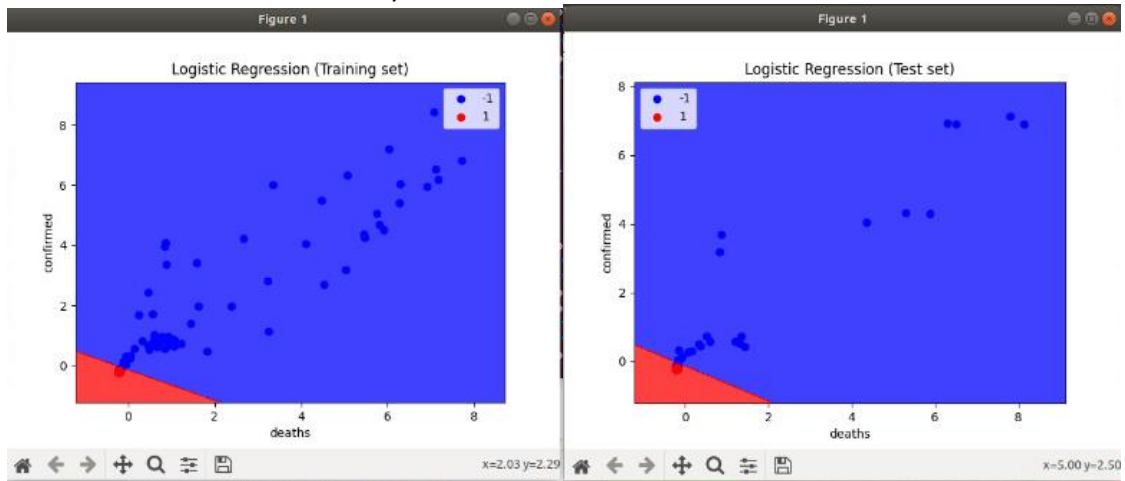 Figure 1
Logistic Regression (Training set)
-1
1
8
6
4
2
0
confirmed
0
2
4
6
8
deaths
x=2.03 y=2.29
Figure 1
Logistic Regression (Test set)
-1
1
8
6
4
2
0
confirmed
0
2
4
6
8
deaths
x=5.00 y=2.50